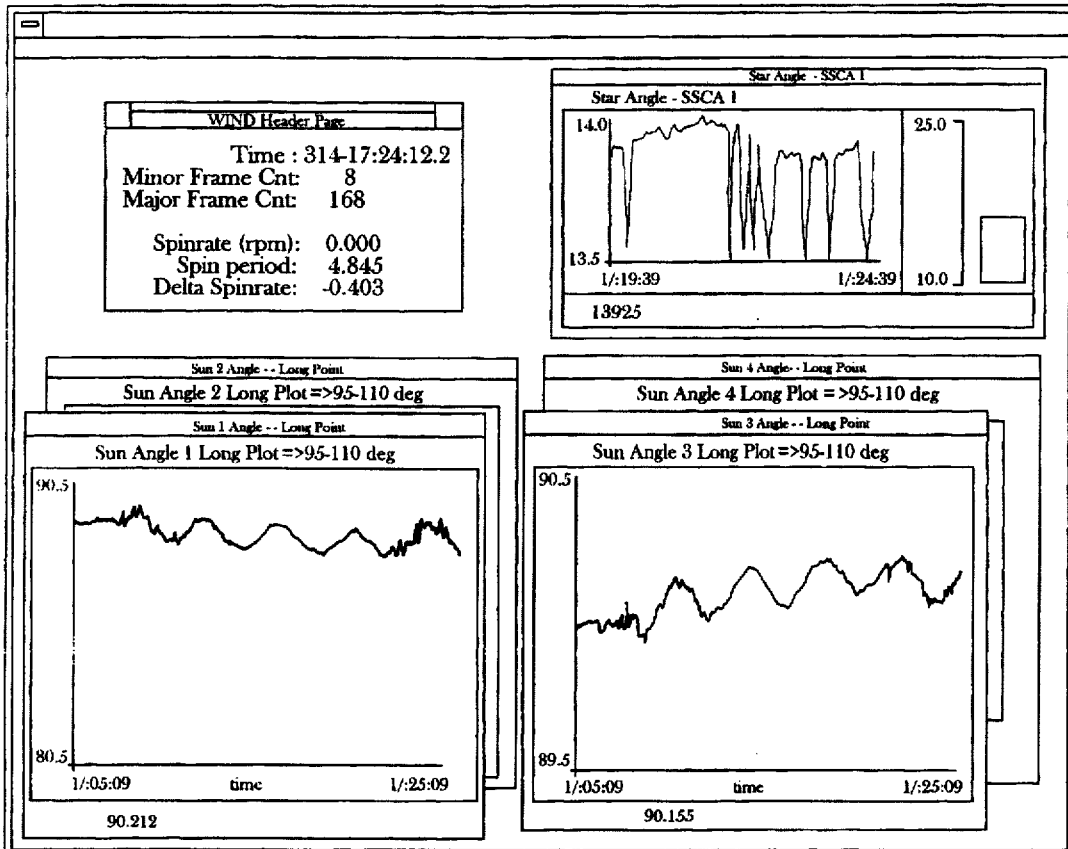 WIND Header Page
Time : 314-17:24:12.2
Minor Frame Cnt: 8
Major Frame Cnt: 168
Spinrate (rpm): 0.000
Spin period: 4.845
Delta Spinrate: -0.403
Star Angle - SSCA 1
Star Angle - SSCA 1
14.0
25.0
13.5
10.0
1/:19:39
1/:24:39
13925
Sun 2 Angle - - Long Point
Sun Angle 2 Long Plot =>95-110 deg
Sun 1 Angle - - Long Point
Sun Angle 1 Long Plot =>95-110 deg
90.5
80.5
1/:05:09
time
1/:25:09
90.212
Sun 4 Angle- - Long Point
Sun Angle 4 Long Plot = >95-110 deg
Sun 3 Angle - - Long Point
Sun Angle 3 Long Plot =>95-110 deg
90.5
89.5
1/:05:09
time
1/:25:09
90.155